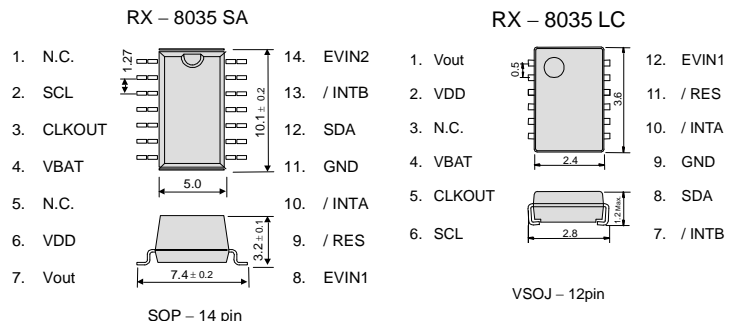 RX – 8035 SA
1. N.C.
2. SCL
3. CLKOUT
4. VBAT
5. N.C.
6. VDD
7. Vout
1.27
10.1 ± 0.2
5.0
3.2 ± 0.1
7.4 ± 0.2
14. EVIN2
13. / INTB
12. SDA
11. GND
10. / INTA
9. / RES
8. EVIN1
SOP – 14 pin
RX – 8035 LC
1. Vout
2. VDD
3. N.C.
4. VBAT
5. CLKOUT
6. SCL
0.5
3.6
2.4
1.2 Max.
2.8
12. EVIN1
11. / RES
10. / INTA
9. GND
8. SDA
7. / INTB
VSOJ – 12pin